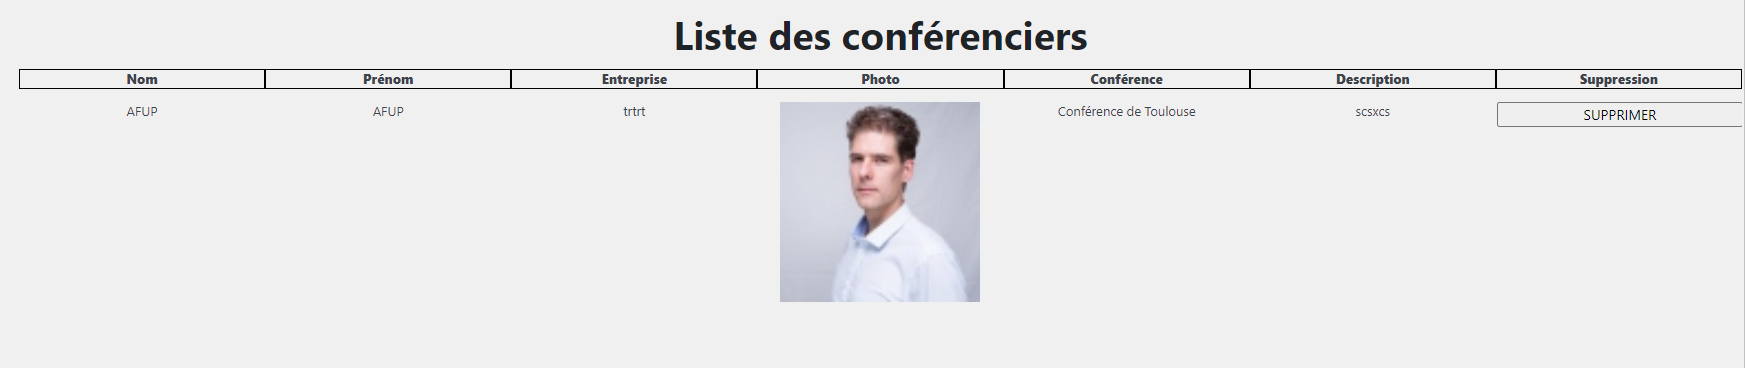 Liste des conférenciers
Nom Prénom Entreprise Photo Conférence Description Suppression
AFUP AFUP trtrt Conférence de Toulouse scsxcs SUPPRIMER